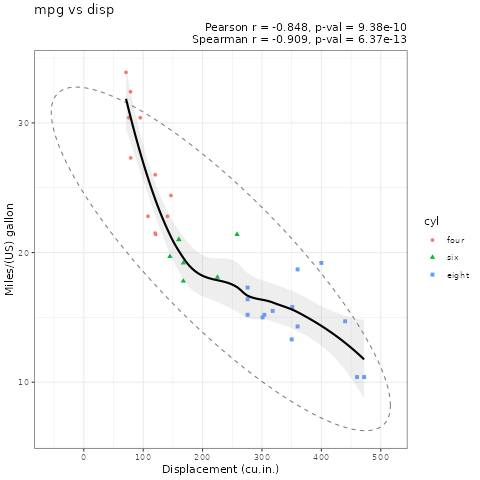 mpg vs disp
Pearson r = -0.848, p-val = 9.38e-10
Spearman r = -0.909, p-val = 6.37e-13
Miles/(US) gallon
30
20
10
0 100 200 300 400 500
Displacement (cu.in.)
cyl
four
six
eight